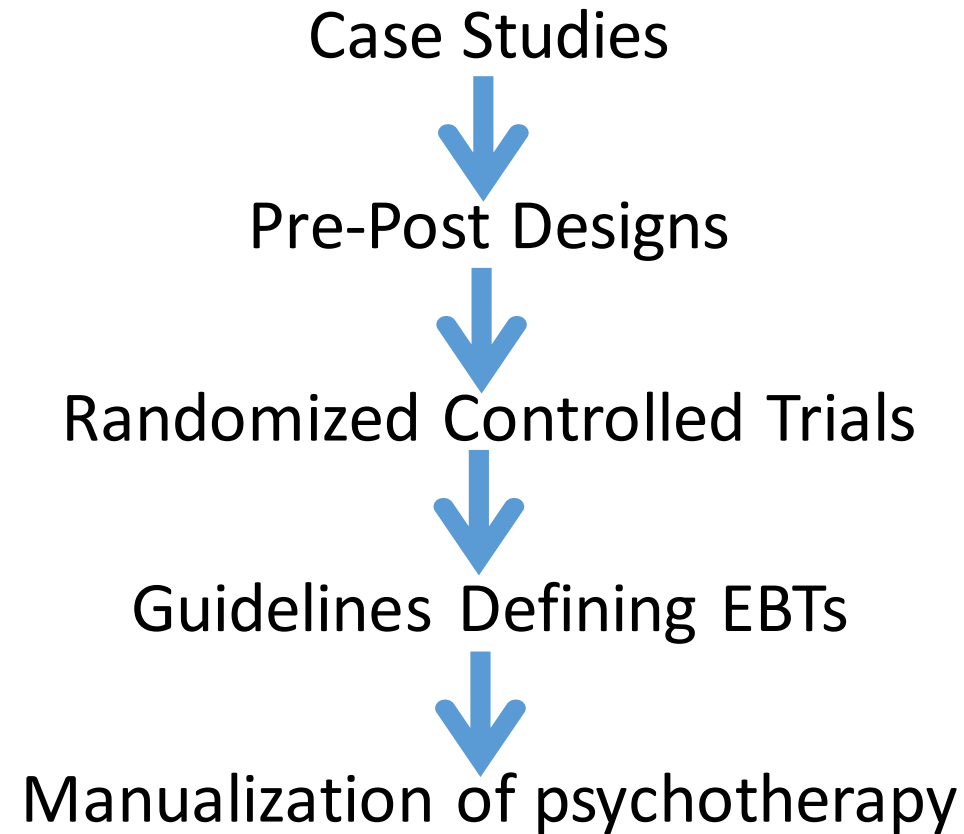 Case Studies
Pre-Post Designs
Randomized Controlled Trials
Guidelines Defining EBTs
Manualization of psychotherapy